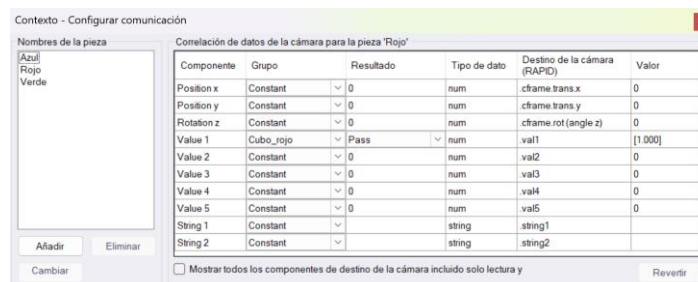 Contexto - Configurar comunicación
Nombres de la pieza
Azul
Rojo
Verde
Añadir Eliminar
Cambiar
Correlación de datos de la cámara para la pieza 'Rojo'
Componente Grupo Resultado Tipo de dato Destino de la cámara (RAPID) Valor
Position x Constant 0 num .cframe.trans.x 0
Position y Constant 0 num .cframe.trans.y 0
Rotation z Constant 0 num .cframe.rot (angle z) 0
Value 1 Cubo_rojo Pass num .val1 [1.000]
Value 2 Constant 0 num .val2 0
Value 3 Constant 0 num .val3 0
Value 4 Constant 0 num .val4 0
Value 5 Constant 0 num .val5 0
String 1 Constant string .string1
String 2 Constant string .string2
Mostrar todos los componentes de destino de la cámara incluido solo lectura y
Revertir